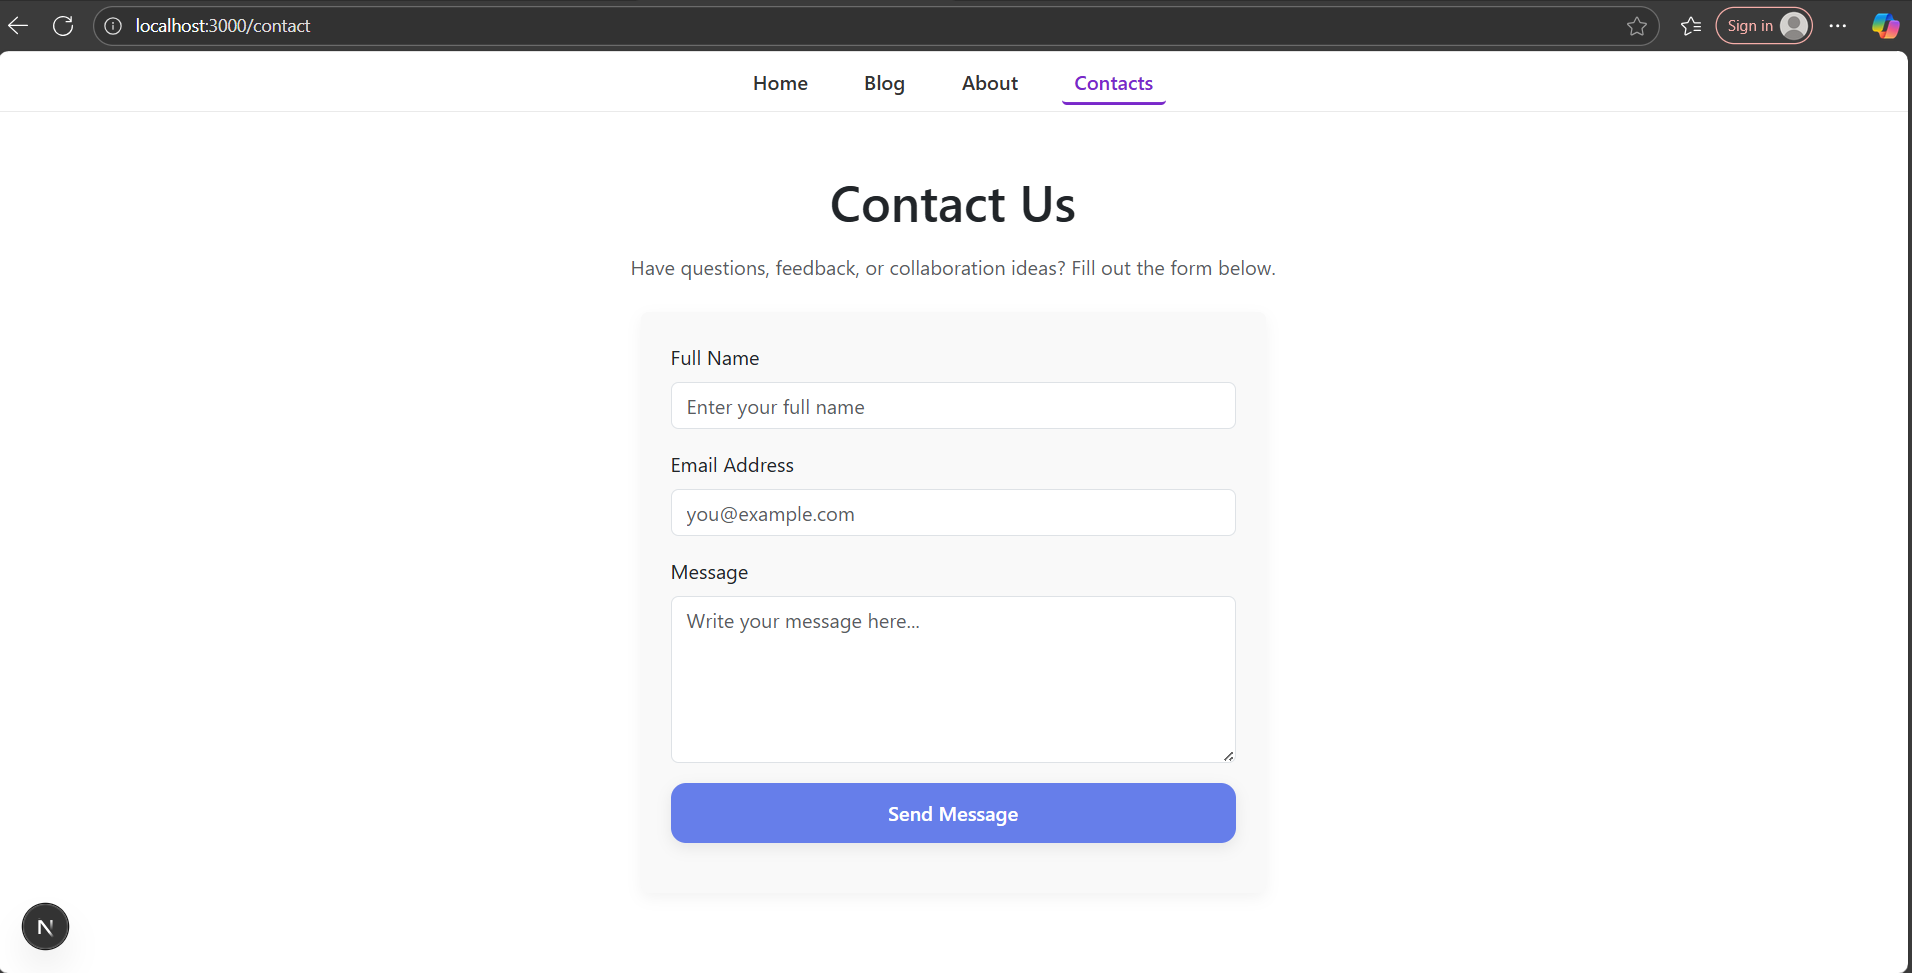 localhost:3000/contact
Sign in
Home Blog About Contacts
Contact Us
Have questions, feedback, or collaboration ideas? Fill out the form below.
Full Name
Enter your full name
Email Address
you@example.com
Message
Write your message here...
Send Message
N